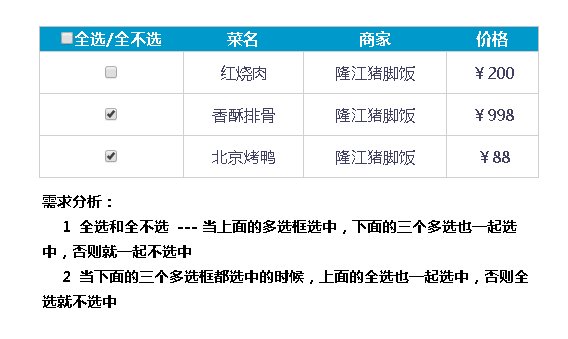 全选/全不选 菜名 商家 价格
红烧肉 隆江猪脚饭 ￥200
香酥排骨 隆江猪脚饭 ￥998
北京烤鸭 隆江猪脚饭 ￥88
需求分析：
1 全选和全不选 --- 当上面的多选框选中，下面的三个多选也一起选
中，否则就一起不选中
2 当下面的三个多选框都选中的时候，上面的全选也一起选中，否则全
选就不选中